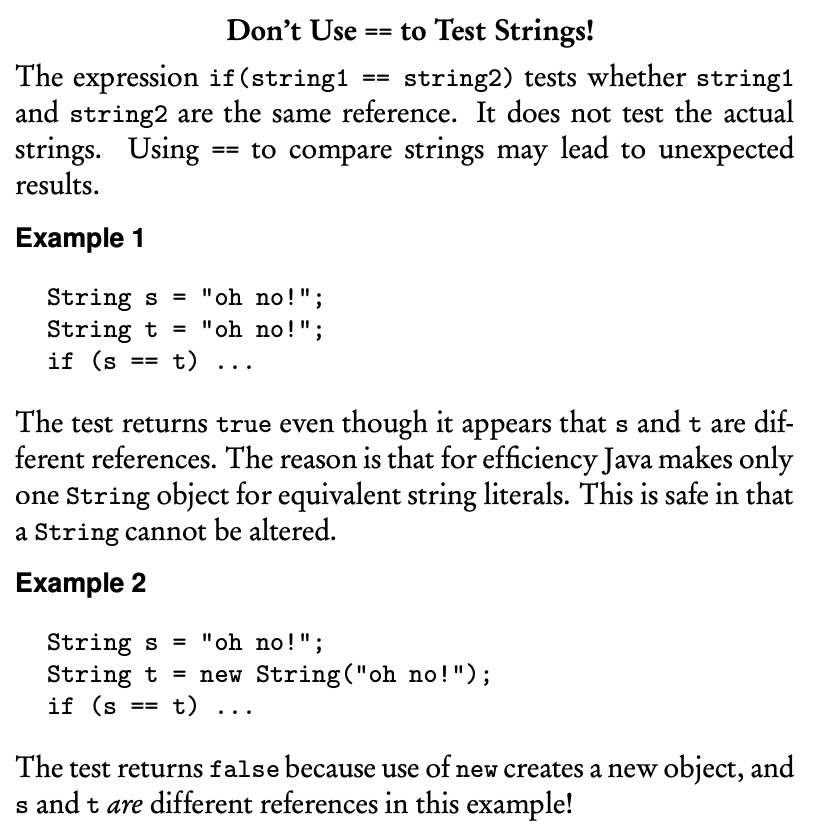 Don’t Use == to Test Strings!
The expression if(string1 == string2) tests whether string1
and string2 are the same reference. It does not test the actual
strings. Using == to compare strings may lead to unexpected
results.
Example 1
String s = "oh no!";
String t = "oh no!";
if (s == t) ...
The test returns true even though it appears that s and t are dif-
ferent references. The reason is that for efficiency Java makes only
one String object for equivalent string literals. This is safe in that
a String cannot be altered.
Example 2
String s = "oh no!";
String t = new String("oh no!");
if (s == t) ...
The test returns false because use of new creates a new object, and
s and t are different references in this example!